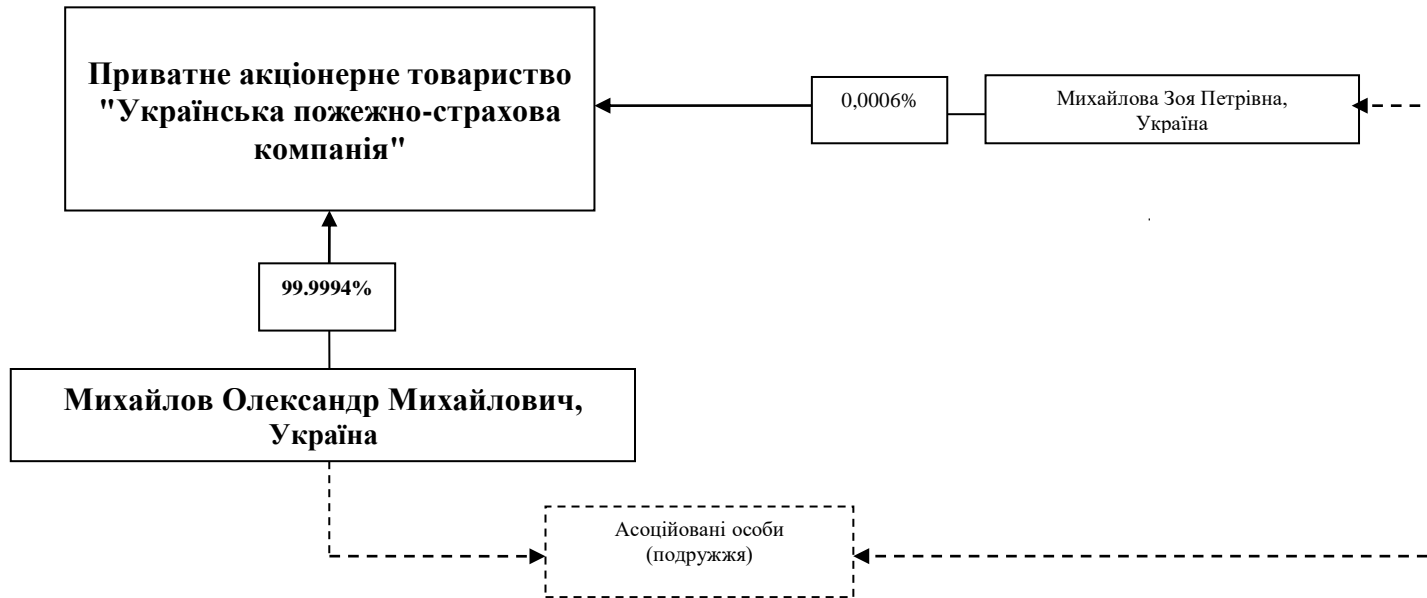 Приватне акціонерне товариство
"Українська пожежно-страхова
компанія"
0,0006%
Михайлова Зоя Петрівна,
Україна
99.9994%
Михайлов Олександр Михайлович,
Україна
Асоційовані особи
(подружжя)